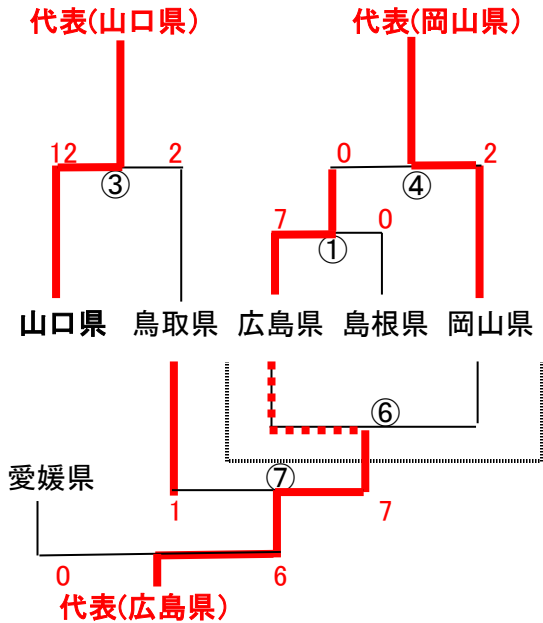 代表(山口県) 代表(岡山県)
12 2 0 2
③ ④
7 0
①
山口県 鳥取県 広島県 島根県 岡山県
⑥
愛媛県 ⑦
1 7
0 6
代表(広島県)